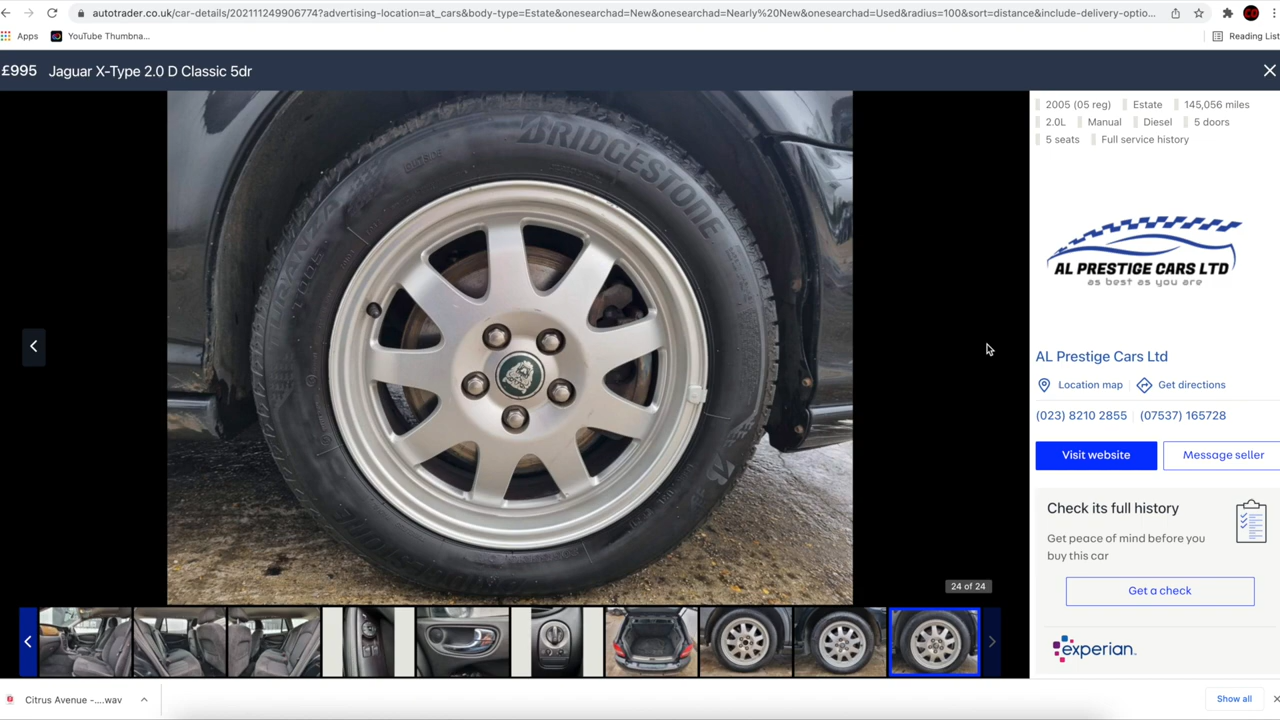 autotrader.co.uk/car-details/202111249906774?advertising-location=at_cars&body-type=Estate&onesearchad=New&onesearchad=Nearly%20New&onesearchad=Used&radius=100&sort=distance&include-delivery-optio...
Apps
YouTube Thumbna...
Reading List
£995 Jaguar X-Type 2.0 D Classic 5dr
2005 (05 reg) Estate 145,056 miles
2.0L Manual Diesel 5 doors
5 seats Full service history
BRIDGESTONE
AL PRESTIGE CARS LTD
as best as you are
AL Prestige Cars Ltd
Location map Get directions
(023) 8210 2855 (07537) 165728
Visit website Message seller
Check its full history
Get peace of mind before you
buy this car
Get a check
24 of 24
experian.
Citrus Avenue -....wav
Show all